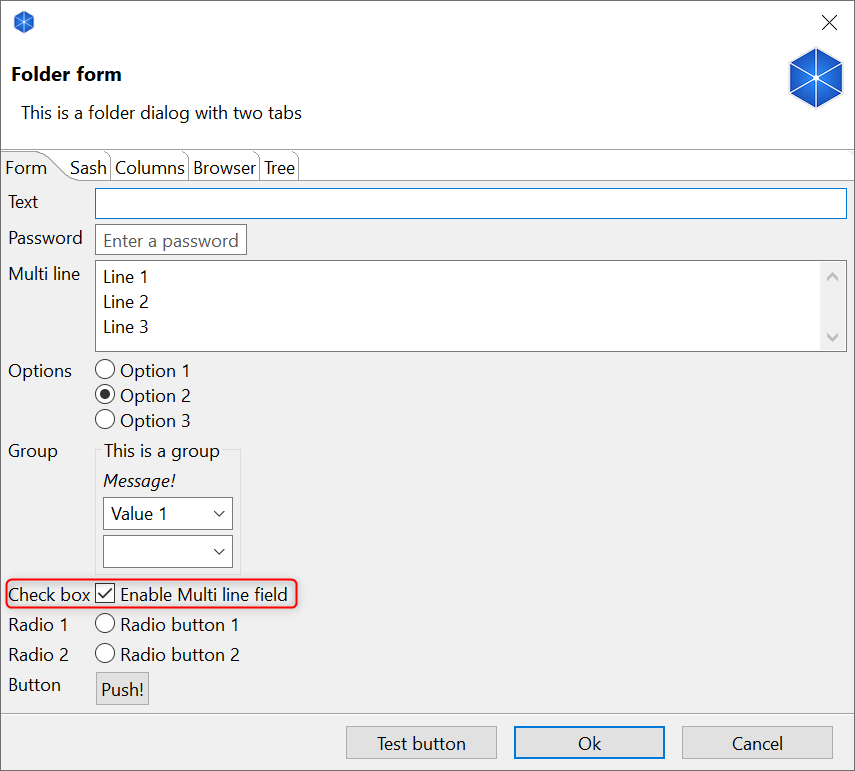 Folder form
This is a folder dialog with two tabs
Form Sash Columns Browser Tree
Text
Password Enter a password
Multi line Line 1
Line 2
Line 3
Options Option 1
Option 2
Option 3
Group This is a group
Message!
Value 1
Check box Enable Multi line field
Radio 1 Radio button 1
Radio 2 Radio button 2
Button Push!
Test button Ok Cancel